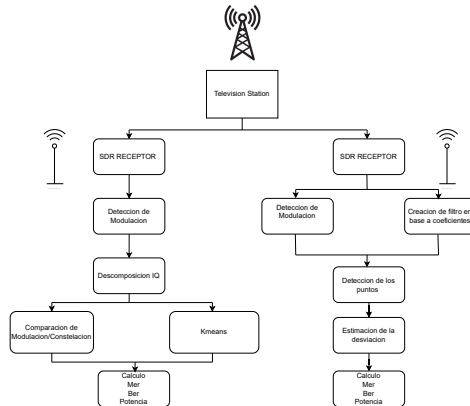 Television Station
SDR RECEPTOR
SDR RECEPTOR
Deteccion de
Modulacion
Deteccion de
Modulacion
Creacion de filtro en
base a coeficientes
Descomposicion IQ
Deteccion de los
puntos
Comparacion de
Modulacion/Constelacion
Kmeans
Estimacion de la
desviacion
Calculo
Mer
Ber
Potencia
Calculo
Mer
Ber
Potencia